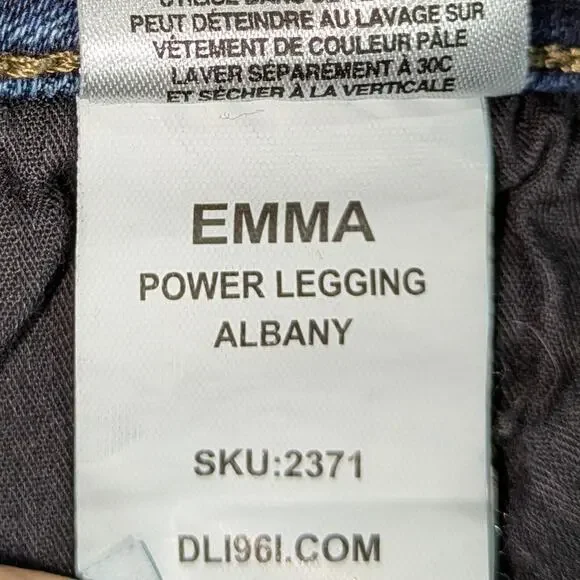 PEUT DÉTEINDRE AU LAVAGE SUR
VÊTEMENT DE COULEUR PÂLE
LAVER SÉPARÉMENT À 30C
ET SÉCHER À LA VERTICALE
EMMA
POWER LEGGING
ALBANY
SKU:2371
DLI96I.COM